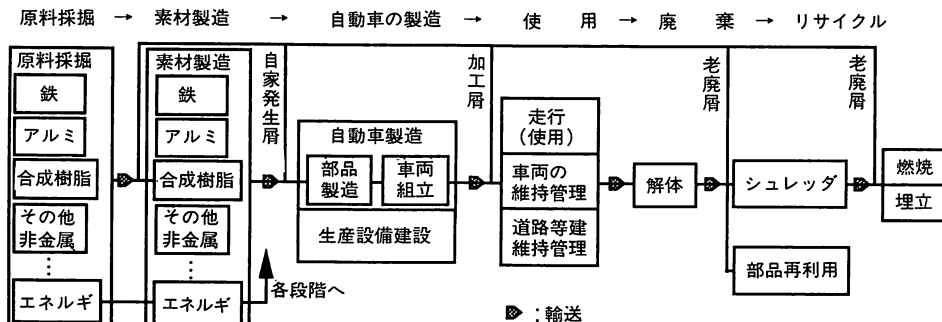 原料採掘 → 素材製造 → 自動車の製造 → 使用 → 廃棄 → リサイクル
原料採掘
鉄
アルミ
合成樹脂
その他
非金属
⋮
エネルギ
素材製造
鉄
アルミ
合成樹脂
その他
非金属
⋮
エネルギ
自家発生屑
各段階へ
自動車製造
部品
製造
車両
組立
生産設備建設
加工屑
走行
(使用)
車両の
維持管理
道路等建
維持管理
解体
老廃屑
シュレッダ
部品再利用
老廃屑
燃焼
埋立
:輸送